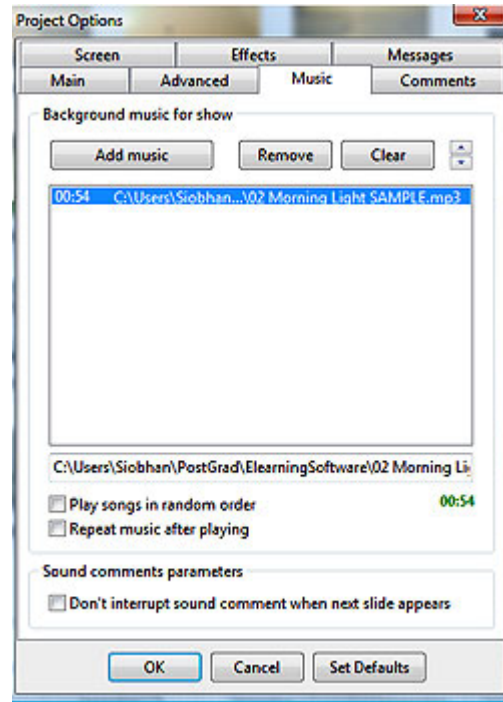 Project Options
Screen Effects Messages
Main Advanced Music Comments
Background music for show
Add music Remove Clear
00:54 C:\Users\Siobhan...\02 Morning Light SAMPLE.mp3
C:\Users\Siobhan\PostGrad\ElearningSoftware\02 Morning Li
Play songs in random order 00:54
Repeat music after playing
Sound comments parameters
Don't interrupt sound comment when next slide appears
OK Cancel Set Defaults